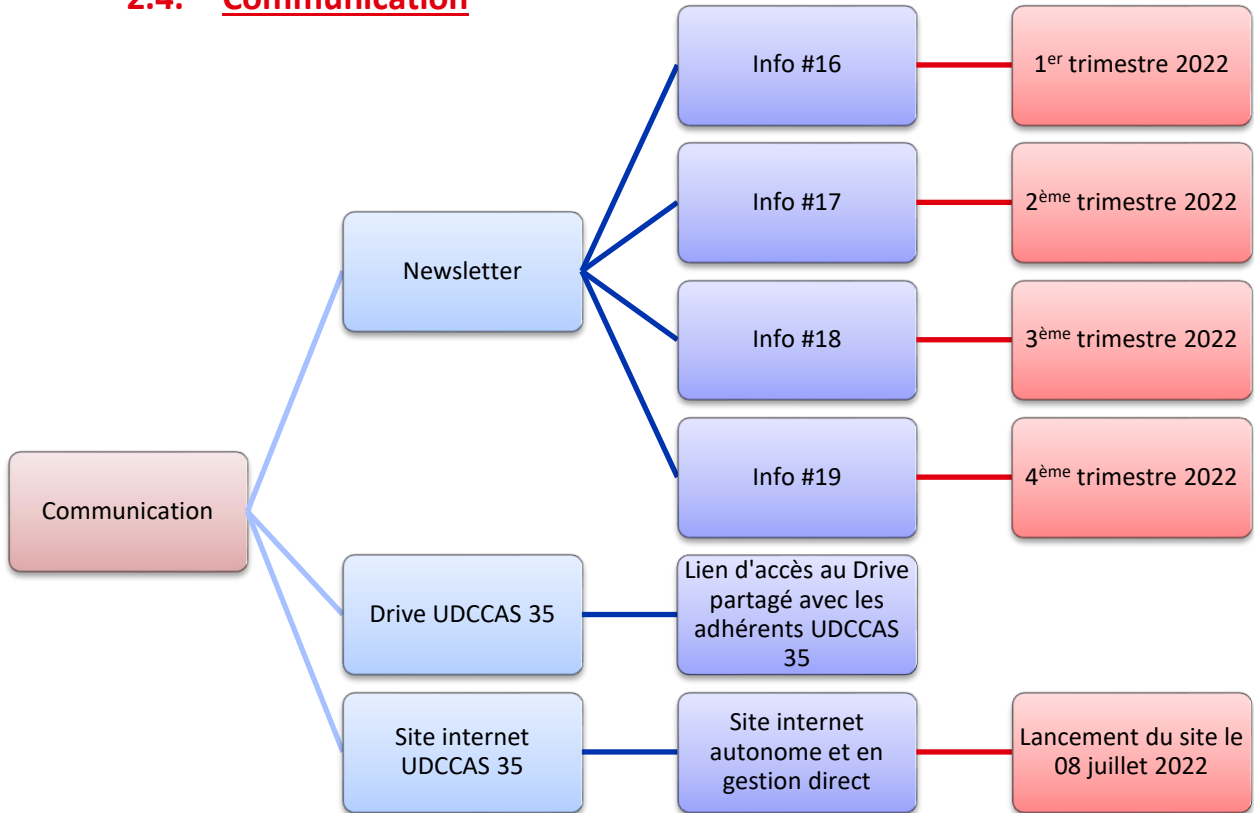 2.4. Communication
Info #16
1er trimestre 2022
Info #17
2ème trimestre 2022
Newsletter
Info #18
3ème trimestre 2022
Info #19
4ème trimestre 2022
Communication
Drive UDCCAS 35
Lien d'accès au Drive
partagé avec les
adhérents UDCCAS
35
Site internet
UDCCAS 35
Site internet
autonome et en
gestion direct
Lancement du site le
08 juillet 2022